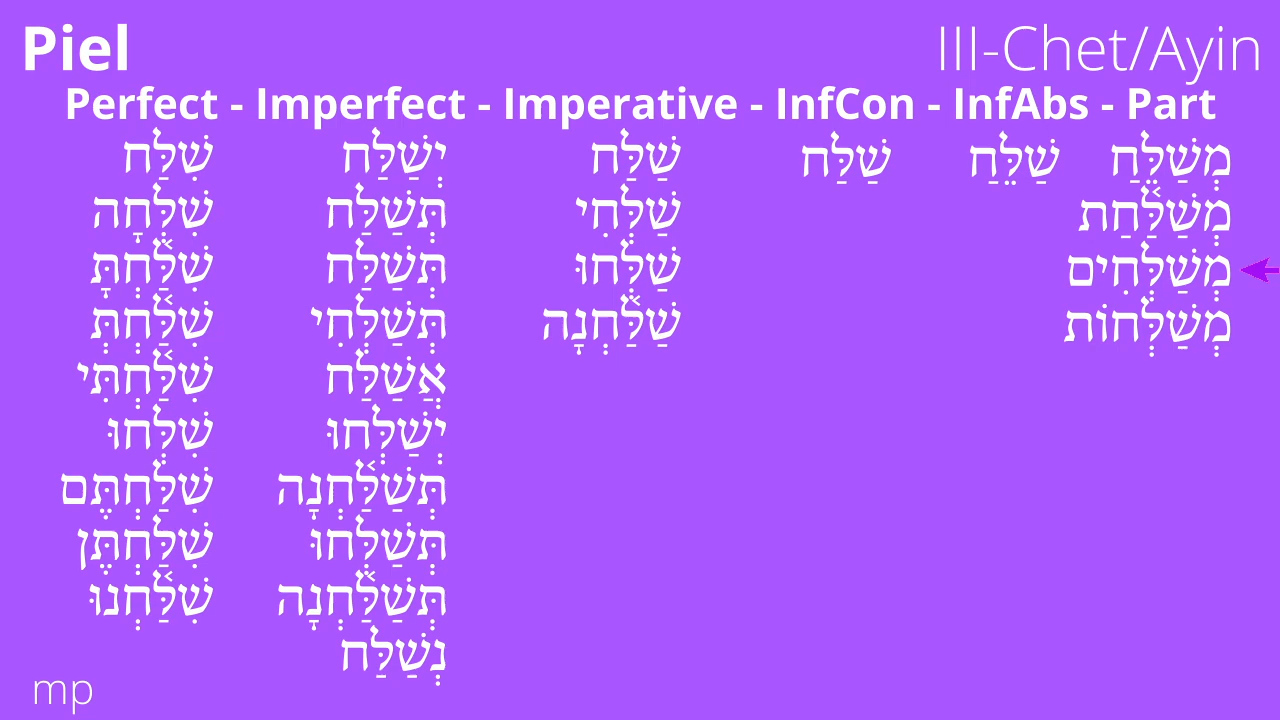 Piel III-Chet/Ayin
Perfect - Imperfect - Imperative - InfCon - InfAbs - Part
שִׁלַּח יְשַׁלַּח שַׁלַּח שַׁלַּח שַׁלֵּחַ מְשַׁלֵּחַ
שִׁלְּחָה תְּשַׁלַּח שַׁלְּחִי מְשַׁלַּ֫חַת
שִׁלַּ֫חְתָּ תְּשַׁלַּח שַׁלְּחוּ מְשַׁלְּחִים
שִׁלַּ֫חְתְּ תְּשַׁלְּחִי שַׁלַּ֫חְנָה מְשַׁלְּחוֹת
שִׁלַּ֫חְתִּי אֲשַׁלַּח
שִׁלְּחוּ יְשַׁלְּחוּ
שִׁלַּחְתֶּם תְּשַׁלַּ֫חְנָה
שִׁלַּחְתֶּן תְּשַׁלְּחוּ
שִׁלַּ֫חְנוּ תְּשַׁלַּ֫חְנָה
נְשַׁלַּח
mp